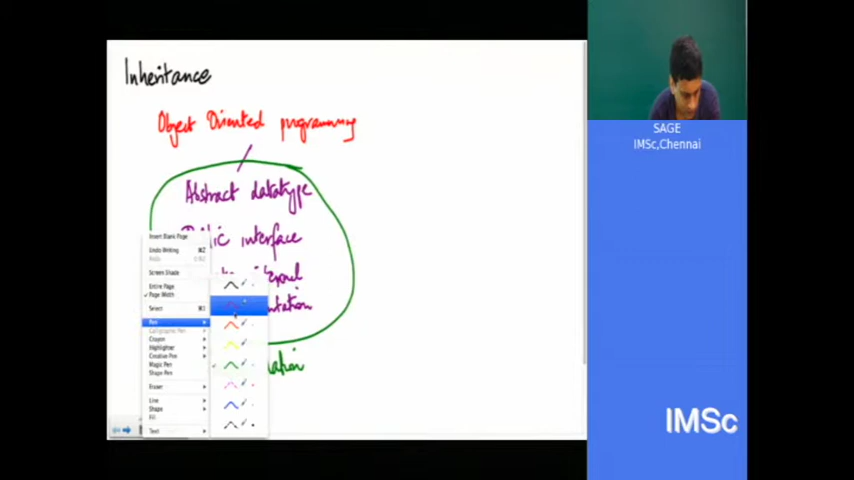 Inheritance
Object Oriented programming
Abstract datatype
interface
Insert Blank Page
Undo Writing ⌘Z
Redo ⇧⌘Z
Screen Shade
Entire Page
Page Width
Select ⌘1
Pen
Calligraphic Pen
Crayon
Highlighter
Creative Pen
Magic Pen
Shape Pen
Eraser
Line
Shape
Fill
Text
SAGE
IMSc,Chennai
IMSc